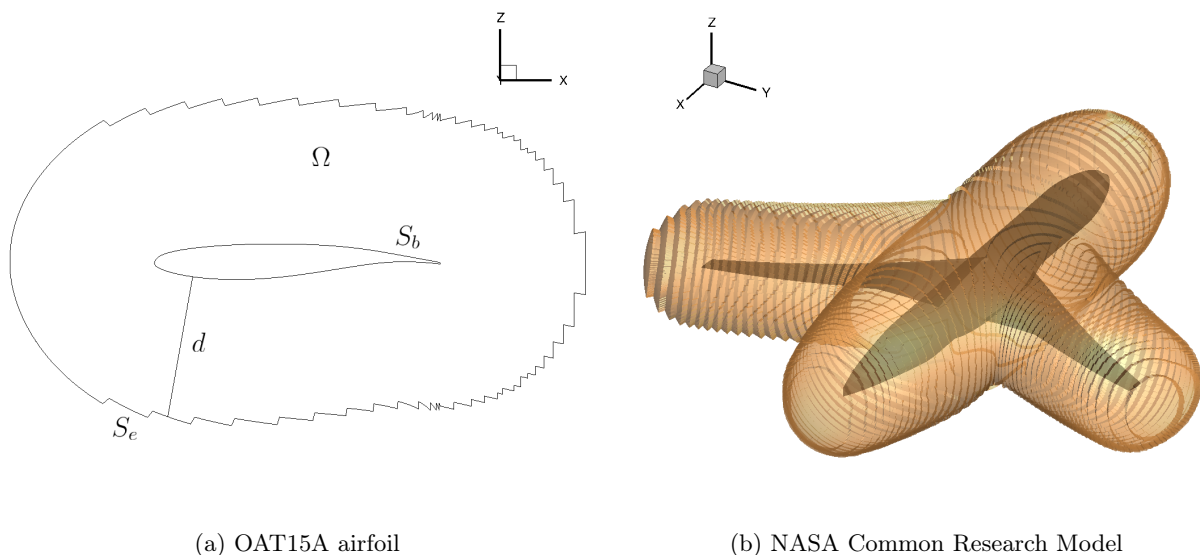 Z
X
Ω
S_b
d
S_e
(a) OAT15A airfoil
Z
X
Y
(b) NASA Common Research Model